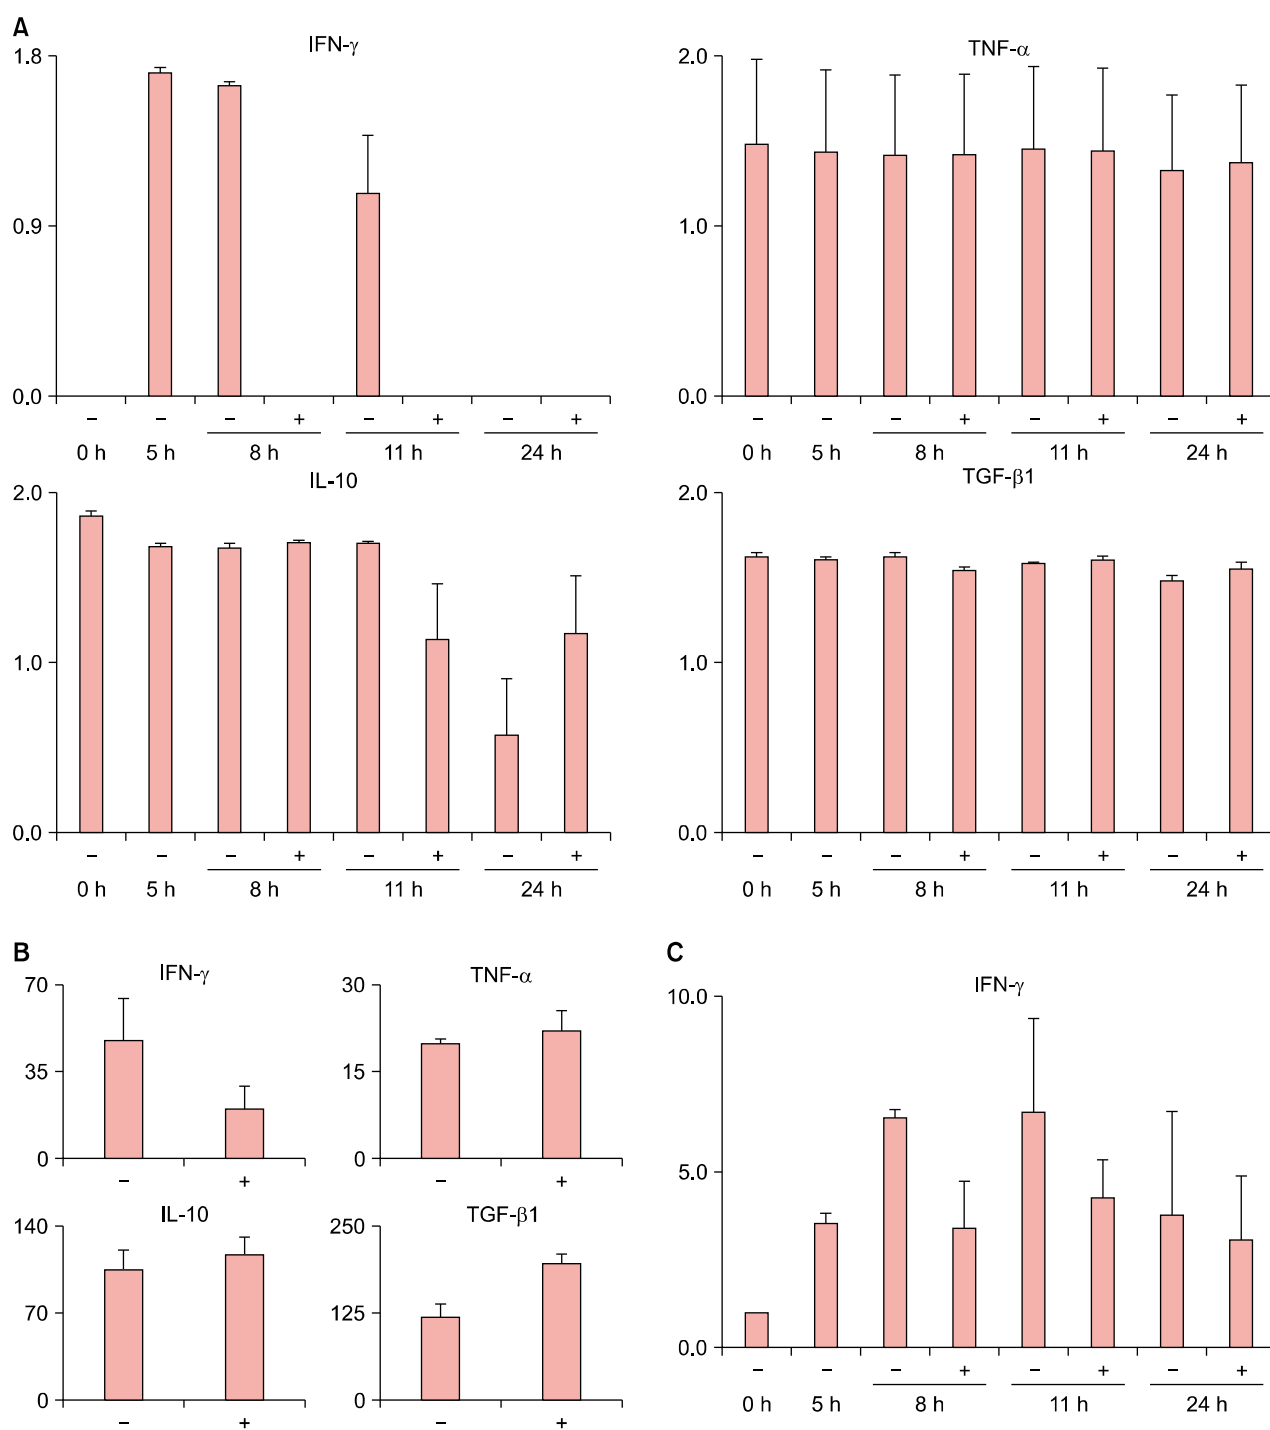 A
IFN-γ
1.8
0.9
0.0
− − − + − + − +
0 h 5 h 8 h 11 h 24 h
TNF-α
2.0
1.0
0.0
− − − + − + − +
0 h 5 h 8 h 11 h 24 h
IL-10
2.0
1.0
0.0
− − − + − + − +
0 h 5 h 8 h 11 h 24 h
TGF-β1
2.0
1.0
0.0
− − − + − + − +
0 h 5 h 8 h 11 h 24 h
B
IFN-γ
70
35
0
− +
TNF-α
30
15
0
− +
IL-10
140
70
0
− +
TGF-β1
250
125
0
− +
C
IFN-γ
10.0
5.0
0.0
− − − + − + − +
0 h 5 h 8 h 11 h 24 h